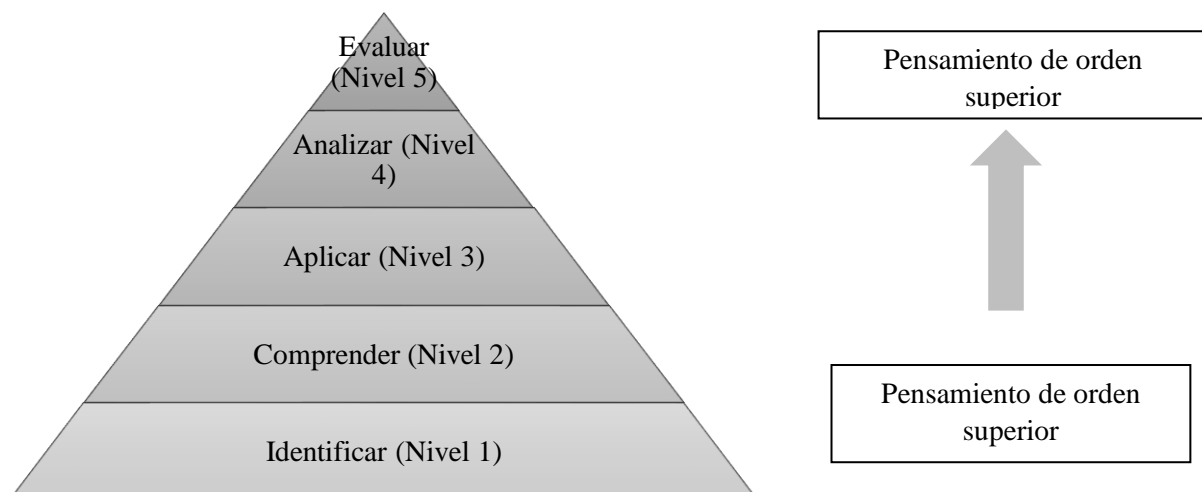 Evaluar
(Nivel 5)
Analizar (Nivel
4)
Aplicar (Nivel 3)
Comprender (Nivel 2)
Identificar (Nivel 1)
Pensamiento de orden
superior
Pensamiento de orden
superior